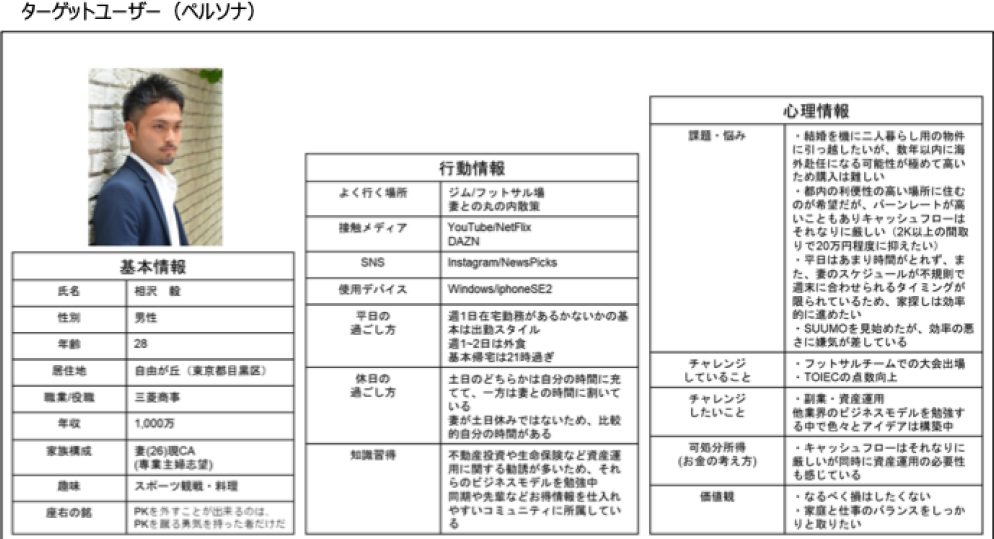 ターゲットユーザー（ペルソナ）
基本情報
氏名 相沢 毅
性別 男性
年齢 28
居住地 自由が丘（東京都目黒区）
職業/役職 三菱商事
年収 1,000万
家族構成 妻(26)現CA
(専業主婦志望)
趣味 スポーツ観戦・料理
座右の銘 PKを外すことが出来るのは、
PKを蹴る勇気を持った者だけだ
行動情報
よく行く場所 ジム/フットサル場
妻との丸の内散策
接触メディア YouTube/NetFlix
DAZN
SNS Instagram/NewsPicks
使用デバイス Windows/iphoneSE2
平日の 週1日在宅勤務があるかないかの基
過ごし方 本は出勤スタイル
週1~2日は外食
基本帰宅は21時過ぎ
休日の 土日のどちらかは自分の時間に充
過ごし方 てて、一方は妻との時間に割いて
いる
妻が土日休みではないため、比較
的自分の時間がある
知識習得 不動産投資や生命保険など資産運
用に関する勧誘が多いため、それ
らのビジネスモデルを勉強中
同期や先輩などお得情報を仕入れ
やすいコミュニティに所属してい
る
心理情報
課題・悩み ・結婚を機に二人暮らし用の物件
に引っ越したいが、数年以内に海
外赴任になる可能性が極めて高い
ため購入は難しい
・都内の利便性の高い場所に住む
のが希望だが、バーンレートが高
いこともありキャッシュフローは
それなりに厳しい（2K以上の間取
りで20万円程度に抑えたい）
・平日はあまり時間がとれず、ま
た、妻のスケジュールが不規則で
週末に合わせられるタイミングが
限られているため、家探しは効率
的に進めたい
・SUUMOを見始めたが、効率の悪
さに嫌気が差している
チャレンジ ・フットサルチームでの大会出場
していること ・TOIECの点数向上
チャレンジ ・副業・資産運用
したいこと 他業界のビジネスモデルを勉強す
る中で色々とアイデアは構築中
可処分所得 ・キャッシュフローはそれなりに
(お金の考え方) 厳しいが同時に資産運用の必要性
も感じている
価値観 ・なるべく損はしたくない
・家庭と仕事のバランスをしっか
りと取りたい